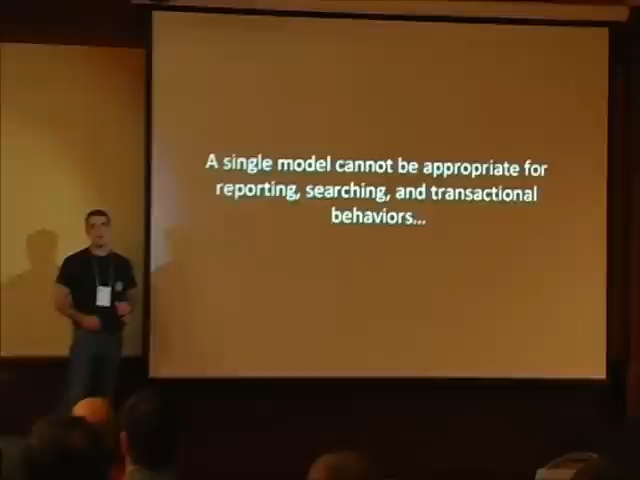 A single model cannot be appropriate for
reporting, searching, and transactional
behaviors...